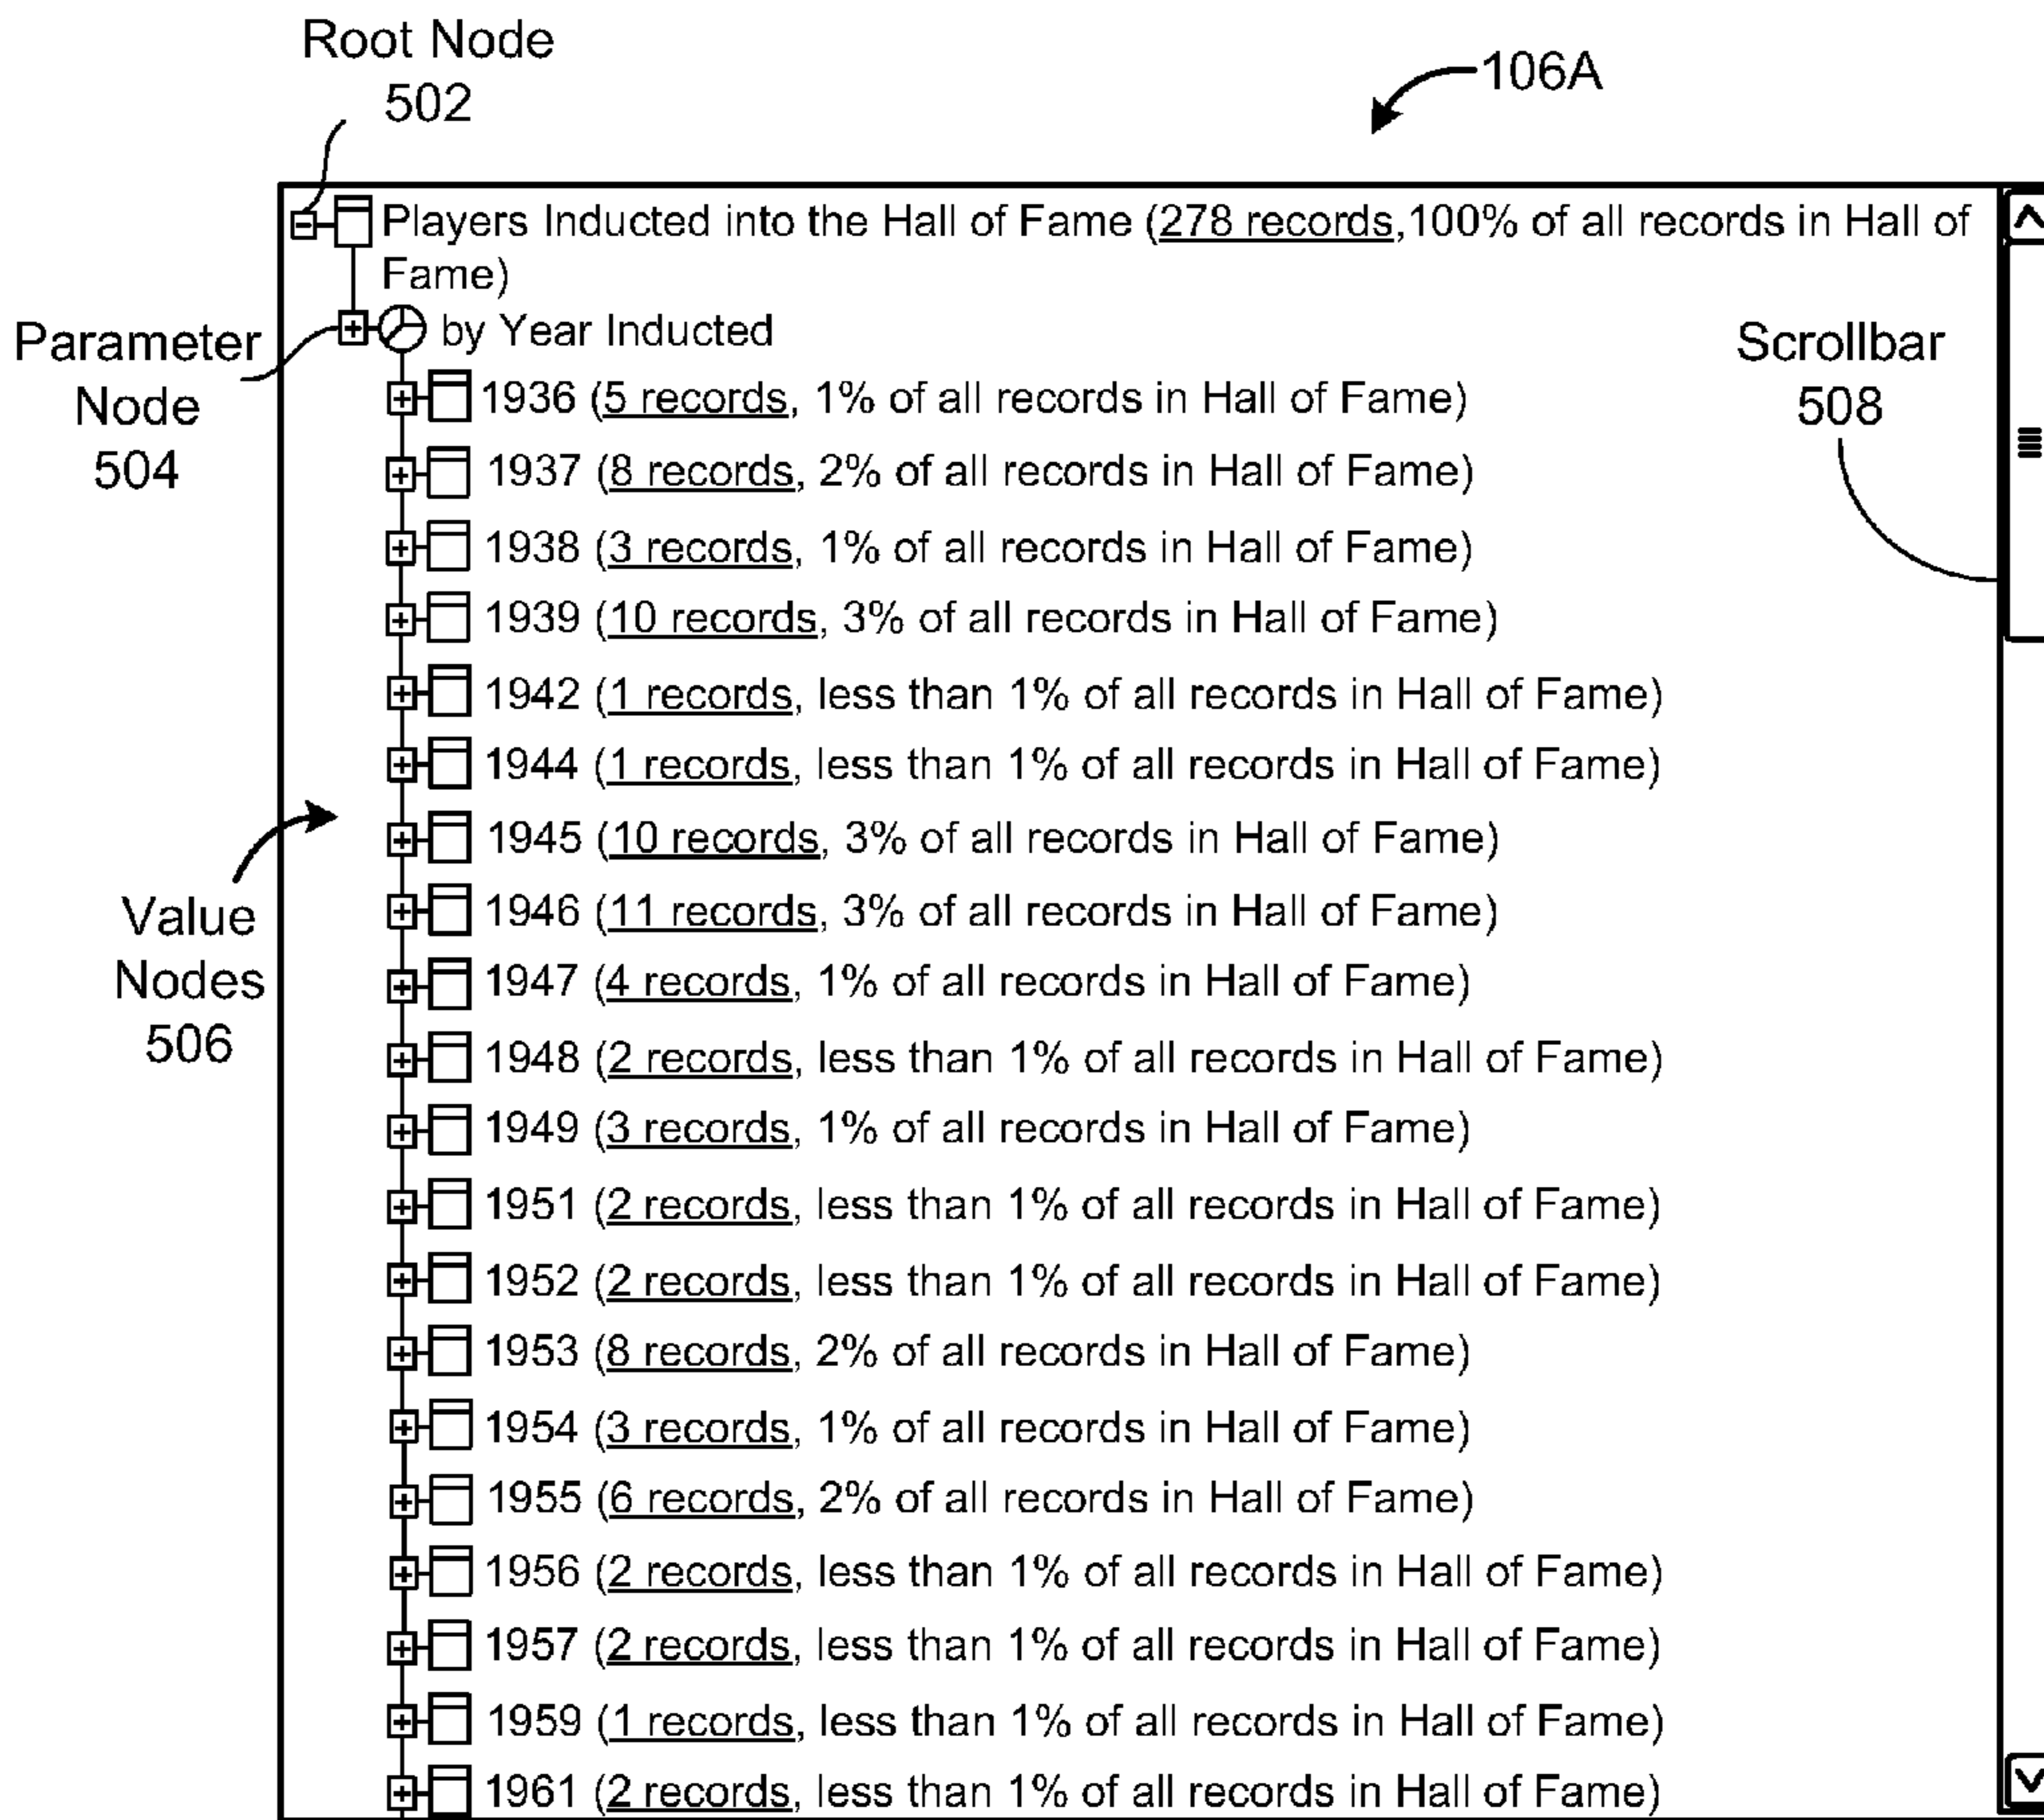 Root Node
502
106A
Players Inducted into the Hall of Fame (278 records,100% of all records in Hall of
Fame)
by Year Inducted
Parameter
Node
504
Scrollbar
508
1936 (5 records, 1% of all records in Hall of Fame)
1937 (8 records, 2% of all records in Hall of Fame)
1938 (3 records, 1% of all records in Hall of Fame)
1939 (10 records, 3% of all records in Hall of Fame)
1942 (1 records, less than 1% of all records in Hall of Fame)
1944 (1 records, less than 1% of all records in Hall of Fame)
1945 (10 records, 3% of all records in Hall of Fame)
1946 (11 records, 3% of all records in Hall of Fame)
Value
Nodes
506
1947 (4 records, 1% of all records in Hall of Fame)
1948 (2 records, less than 1% of all records in Hall of Fame)
1949 (3 records, 1% of all records in Hall of Fame)
1951 (2 records, less than 1% of all records in Hall of Fame)
1952 (2 records, less than 1% of all records in Hall of Fame)
1953 (8 records, 2% of all records in Hall of Fame)
1954 (3 records, 1% of all records in Hall of Fame)
1955 (6 records, 2% of all records in Hall of Fame)
1956 (2 records, less than 1% of all records in Hall of Fame)
1957 (2 records, less than 1% of all records in Hall of Fame)
1959 (1 records, less than 1% of all records in Hall of Fame)
1961 (2 records, less than 1% of all records in Hall of Fame)